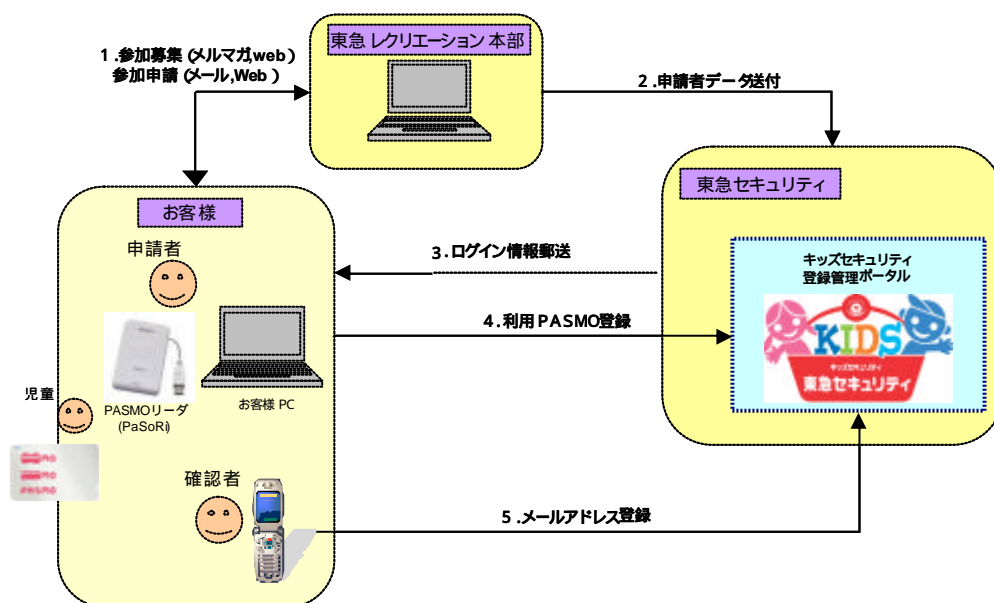 東急レクリエーション本部
1.参加募集(メルマガ,web)
参加申請(メール,Web)
2.申請者データ送付
東急セキュリティ
お客様
申請者
3.ログイン情報郵送
キッズセキュリティ
登録管理ポータル
KIDS
キッズセキュリティ
東急セキュリティ
4.利用PASMO登録
児童
PASMOリーダ
(PaSoRi)
お客様 PC
PASMO
確認者
5.メールアドレス登録